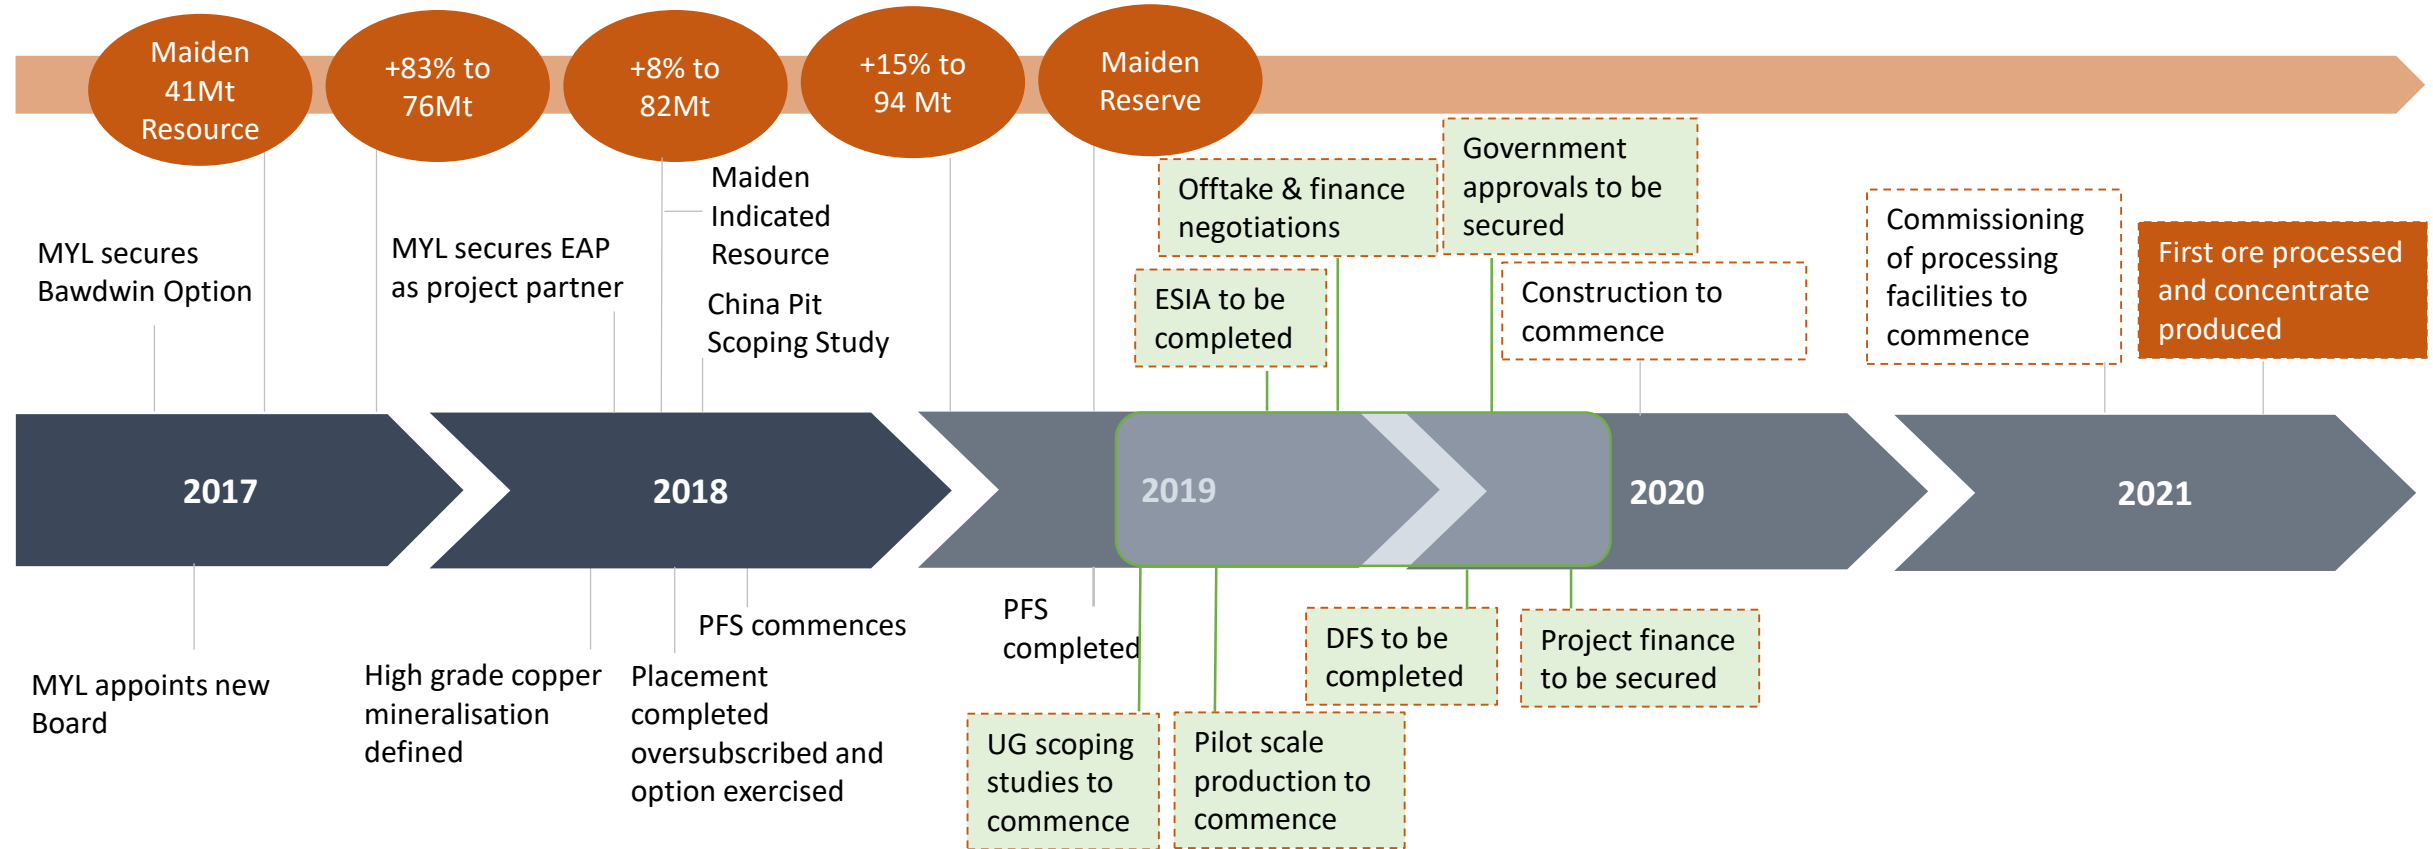 Maiden
41Mt
Resource
+83% to
76Mt
+8% to
82Mt
+15% to
94 Mt
Maiden
Reserve
MYL secures
Bawdwin Option
MYL secures EAP
as project partner
Maiden
Indicated
Resource
China Pit
Scoping Study
Offtake & finance
negotiations
ESIA to be
completed
Government
approvals to be
secured
Construction to
commence
Commissioning
of processing
facilities to
commence
First ore processed
and concentrate
produced
2017
2018
2019
2020
2021
MYL appoints new
Board
High grade copper
mineralisation
defined
Placement
completed
oversubscribed and
option exercised
PFS commences
PFS
completed
UG scoping
studies to
commence
Pilot scale
production to
commence
DFS to be
completed
Project finance
to be secured